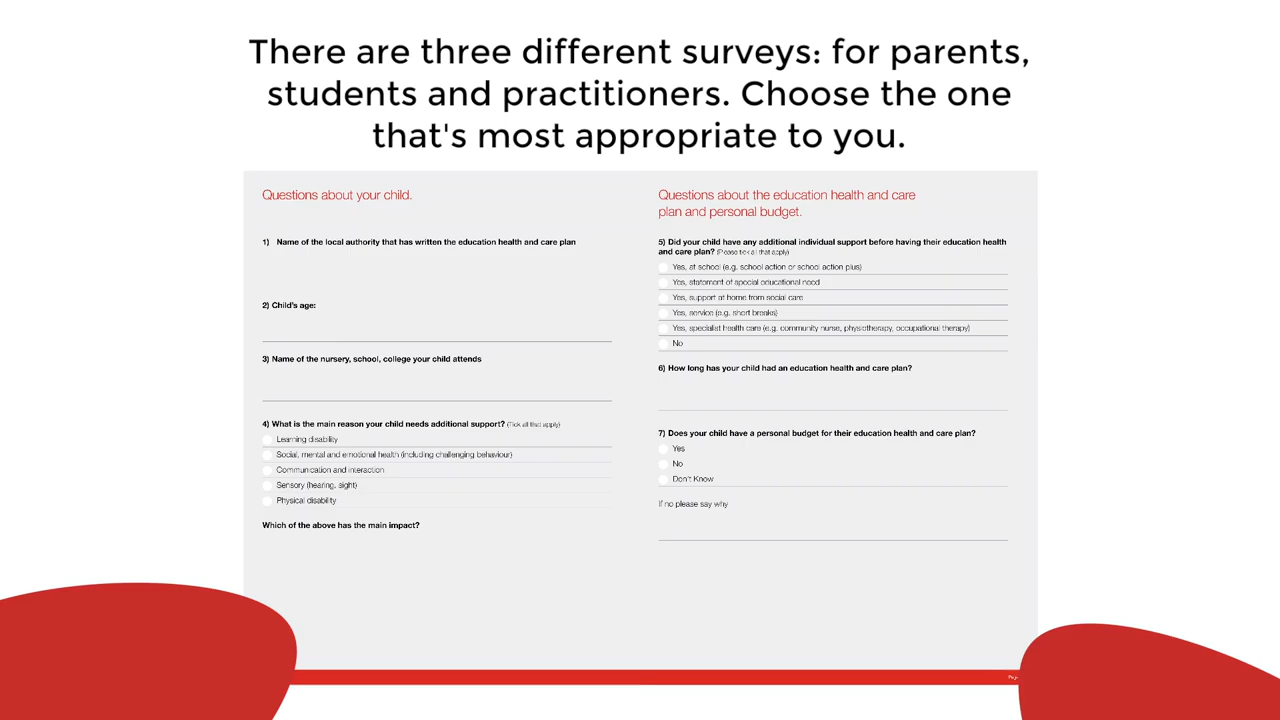 There are three different surveys: for parents,
students and practitioners. Choose the one
that's most appropriate to you.
Questions about your child.
1) Name of the local authority that has written the education health and care plan
2) Child's age:
3) Name of the nursery, school, college your child attends
4) What is the main reason your child needs additional support? (Tick all that apply)
Learning disability
Social, mental and emotional health (including challenging behaviour)
Communication and interaction
Sensory (hearing, sight)
Physical disability
Which of the above has the main impact?
Questions about the education health and care
plan and personal budget.
5) Did your child have any additional individual support before having their education health
and care plan? (Please tick all that apply)
Yes, at school (e.g. school action or school action plus)
Yes, statement of special educational need
Yes, support at home from social care
Yes, service (e.g. short breaks)
Yes, specialist health care (e.g. community nurse, physiotherapy, occupational therapy)
No
6) How long has your child had an education health and care plan?
7) Does your child have a personal budget for their education health and care plan?
Yes
No
Don't Know
If no please say why